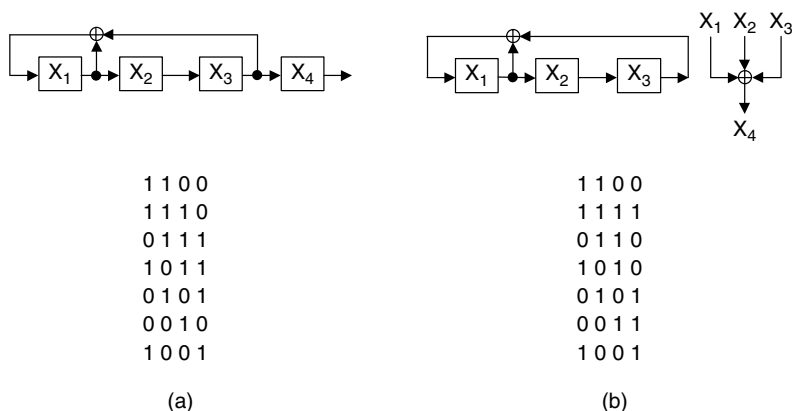 X₁ X₂ X₃ X₄
X₁ X₂ X₃
X₁ X₂ X₃
X₄
1 1 0 0
1 1 1 0
0 1 1 1
1 0 1 1
0 1 0 1
0 0 1 0
1 0 0 1
(a)
1 1 0 0
1 1 1 1
0 1 1 0
1 0 1 0
0 1 0 1
0 0 1 1
1 0 0 1
(b)